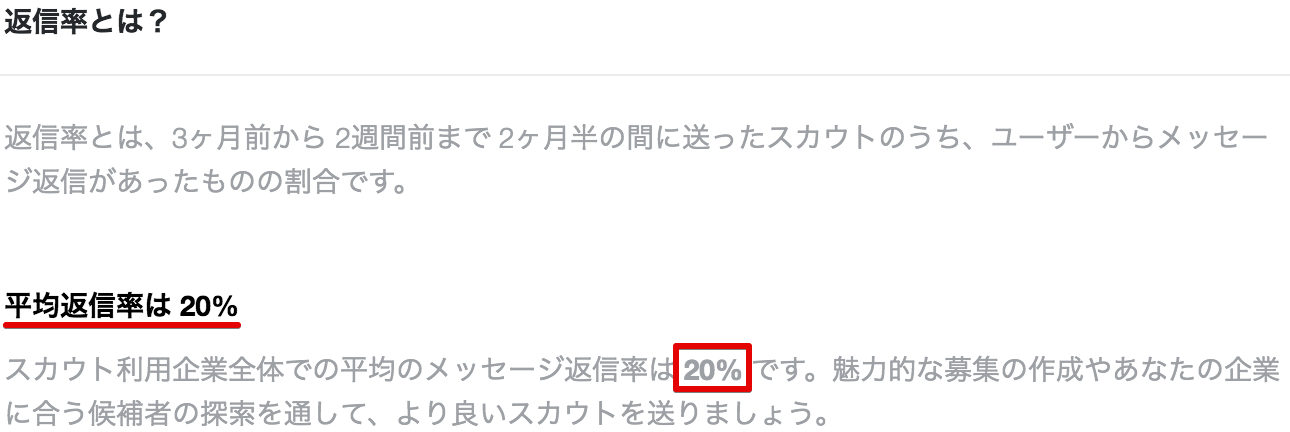 返信率とは？
返信率とは、3ヶ月前から 2週間前まで 2ヶ月半の間に送ったスカウトのうち、ユーザーからメッセー
ジ返信があったものの割合です。
平均返信率は 20%
スカウト利用企業全体での平均のメッセージ返信率は 20% です。魅力的な募集の作成やあなたの企業
に合う候補者の探索を通して、より良いスカウトを送りましょう。